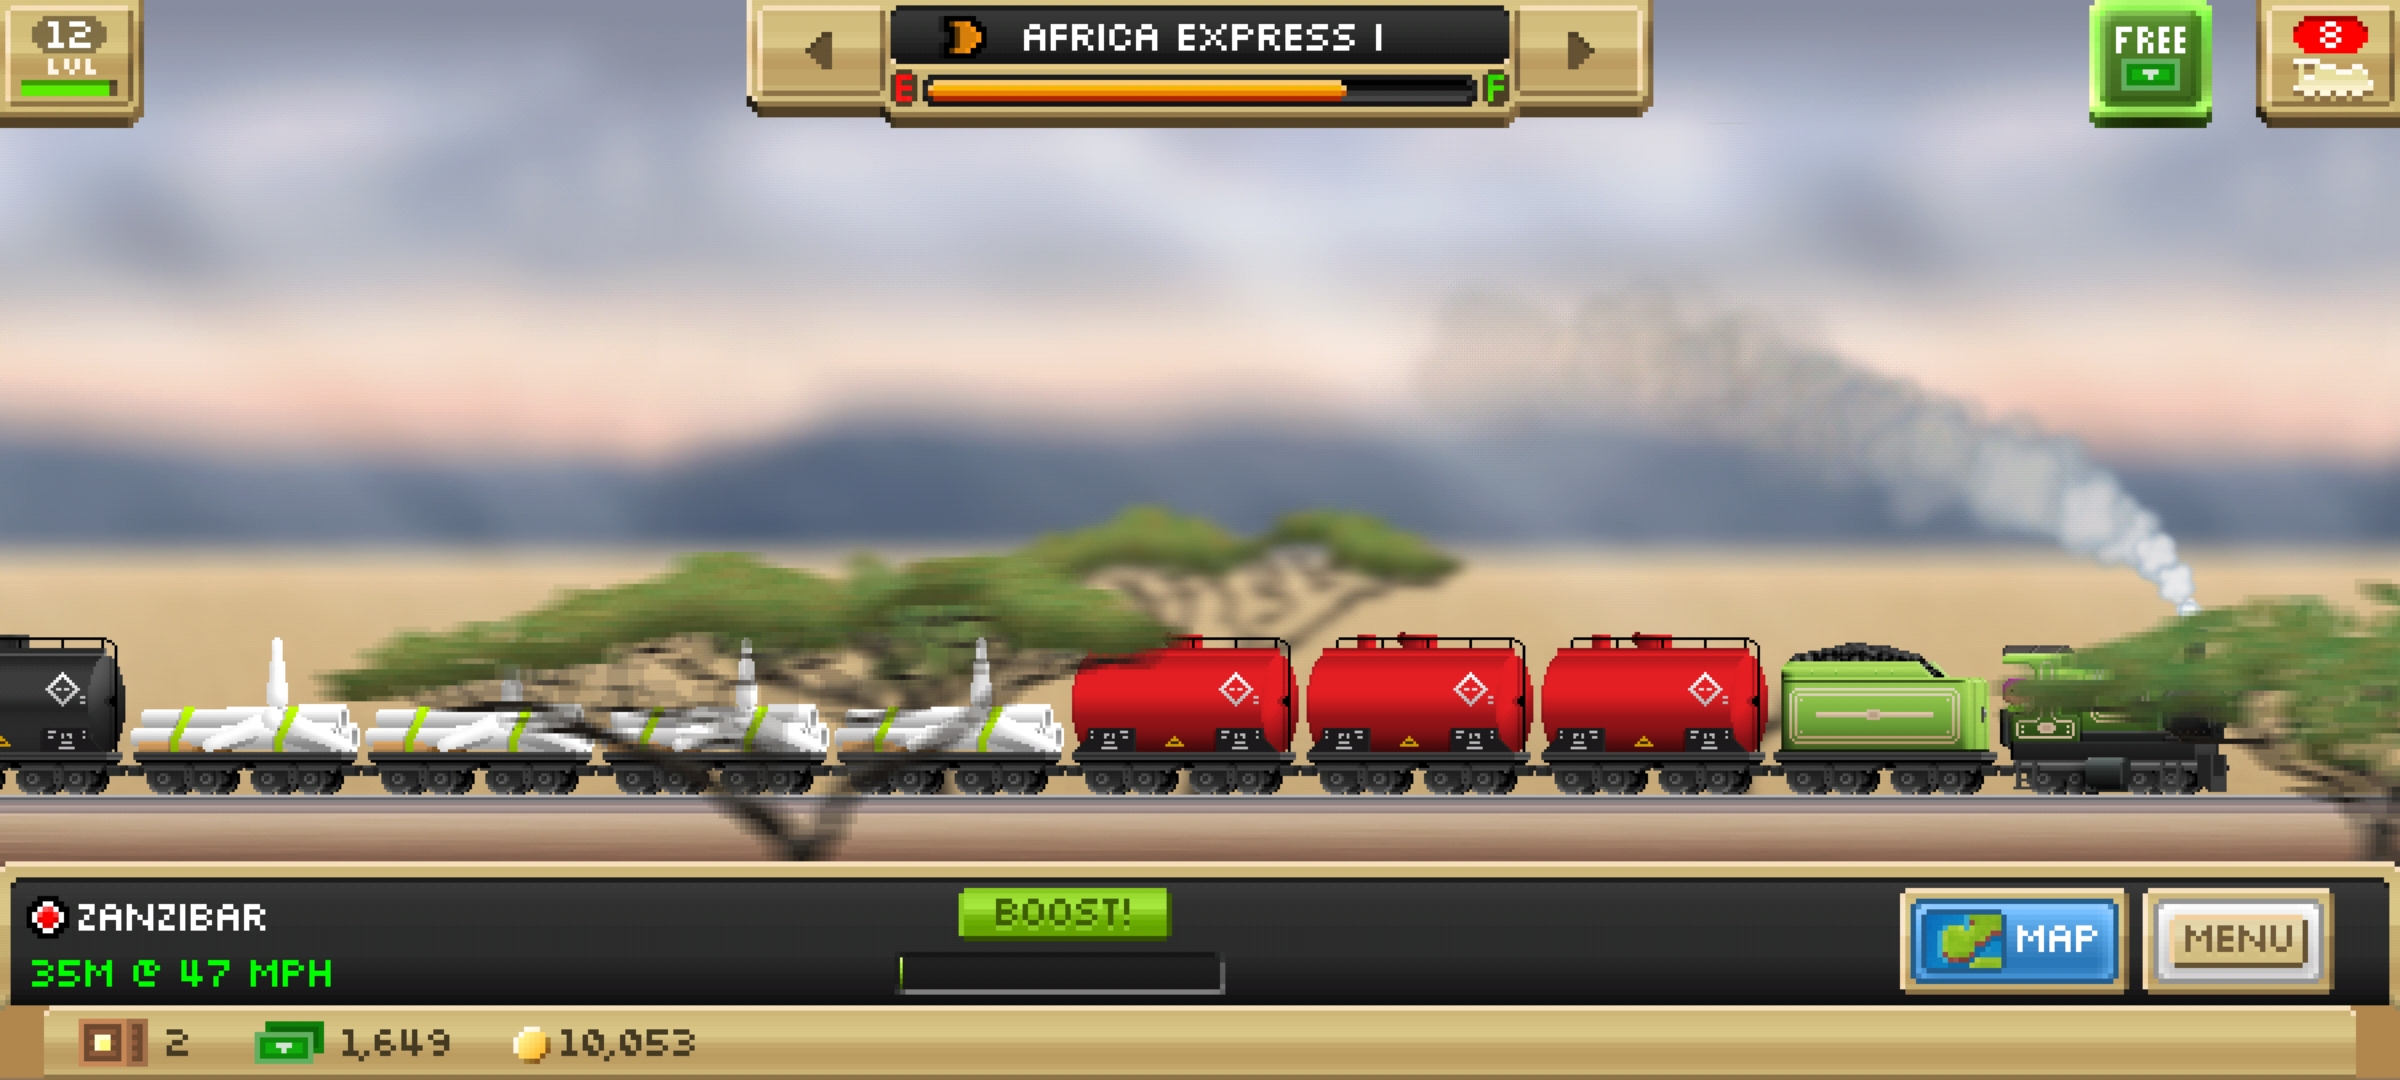 12
LVL
AFRICA EXPRESS I
E
F
FREE
8
ZANZIBAR
35M @ 47 MPH
BOOST!
MAP
MENU
2
1,649
10,053